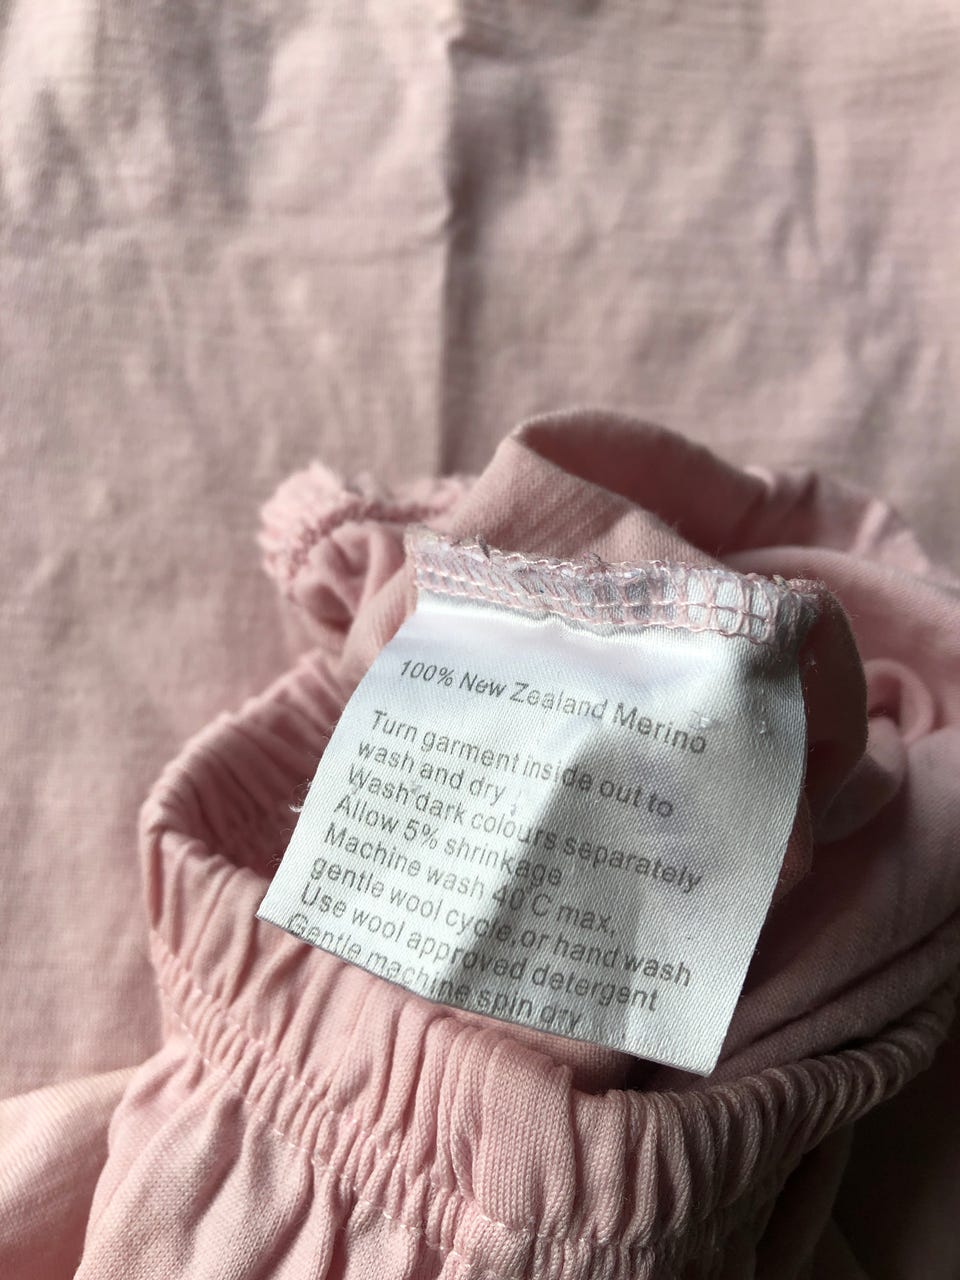 100% New Zealand Merino
Turn garment inside out to
wash and dry
Wash dark colours separately
Allow 5% shrinkage
Machine wash 40°C max,
gentle wool cycle,or hand wash
Use wool approved detergent
Gentle machine spin dry